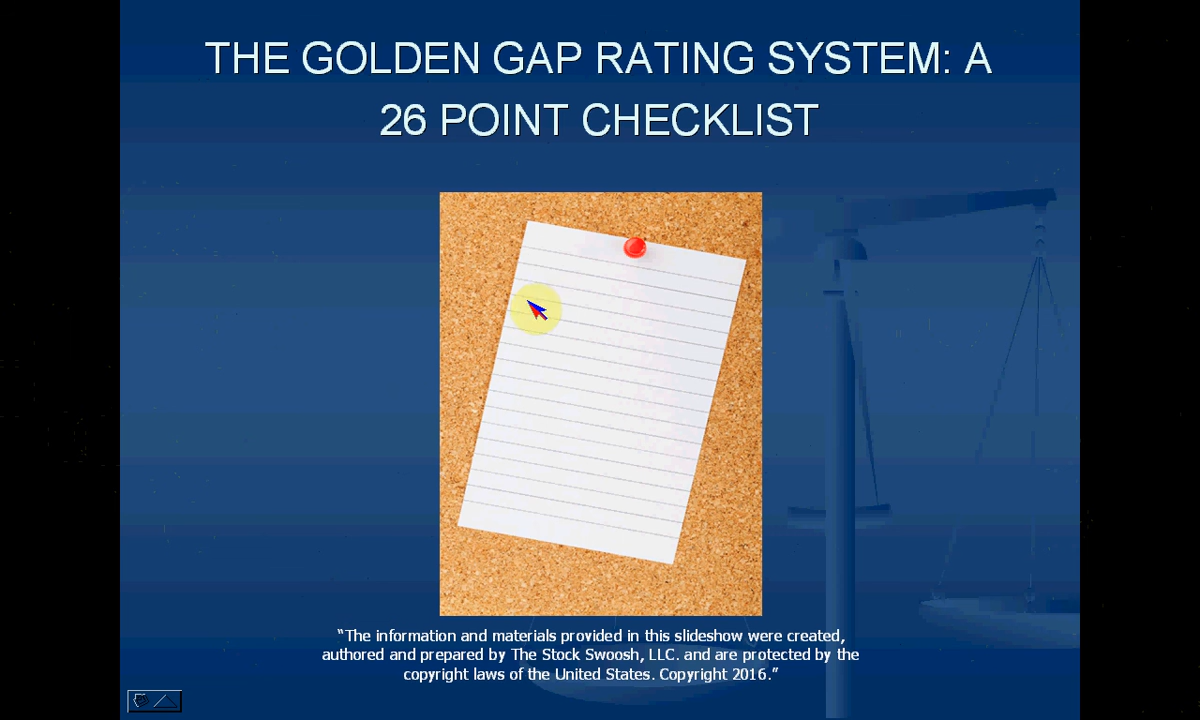 THE GOLDEN GAP RATING SYSTEM: A
26 POINT CHECKLIST
“The information and materials provided in this slideshow were created,
authored and prepared by The Stock Swoosh, LLC. and are protected by the
copyright laws of the United States. Copyright 2016.”